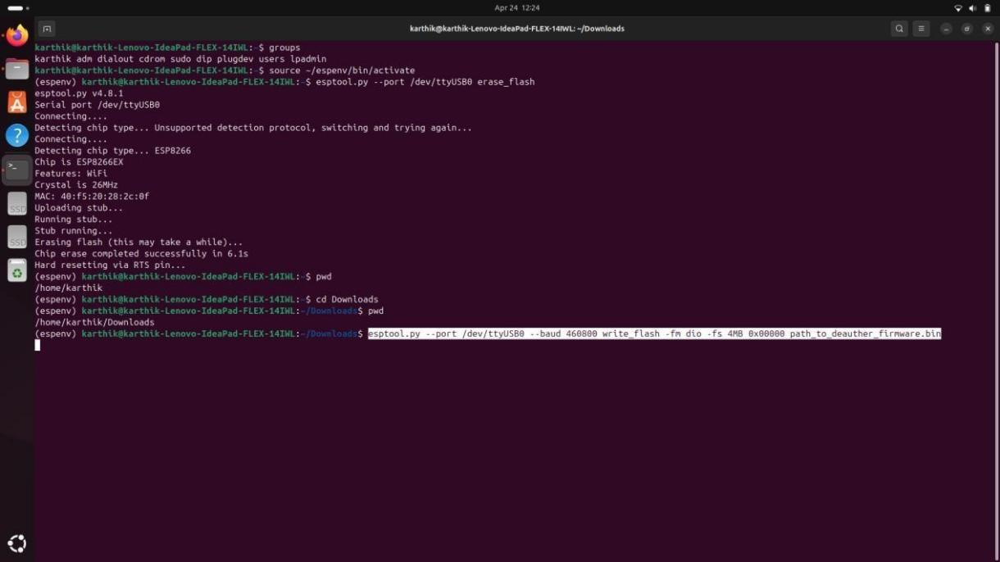 Apr 24 12:24
karthik@karthik-Lenovo-IdeaPad-FLEX-14IWL: ~/Downloads
karthik@karthik-Lenovo-IdeaPad-FLEX-14IWL:~$ groups
karthik adm dialout cdrom sudo dip plugdev users lpadmin
karthik@karthik-Lenovo-IdeaPad-FLEX-14IWL:~$ source ~/espenv/bin/activate
(espenv) karthik@karthik-Lenovo-IdeaPad-FLEX-14IWL:~$ esptool.py --port /dev/ttyUSB0 erase_flash
esptool.py v4.8.1
Serial port /dev/ttyUSB0
Connecting....
Detecting chip type... Unsupported detection protocol, switching and trying again...
Connecting....
Detecting chip type... ESP8266
Chip is ESP8266EX
Features: WiFi
Crystal is 26MHz
MAC: 40:f5:20:28:2c:0f
Uploading stub...
Running stub...
Stub running...
Erasing flash (this may take a while)...
Chip erase completed successfully in 6.1s
Hard resetting via RTS pin...
(espenv) karthik@karthik-Lenovo-IdeaPad-FLEX-14IWL:~$ pwd
/home/karthik
(espenv) karthik@karthik-Lenovo-IdeaPad-FLEX-14IWL:~$ cd Downloads
(espenv) karthik@karthik-Lenovo-IdeaPad-FLEX-14IWL:~/Downloads$ pwd
/home/karthik/Downloads
(espenv) karthik@karthik-Lenovo-IdeaPad-FLEX-14IWL:~/Downloads$ esptool.py --port /dev/ttyUSB0 --baud 460800 write_flash -fm dio -fs 4MB 0x00000 path_to_deauther_firmware.bin
SSD
SSD